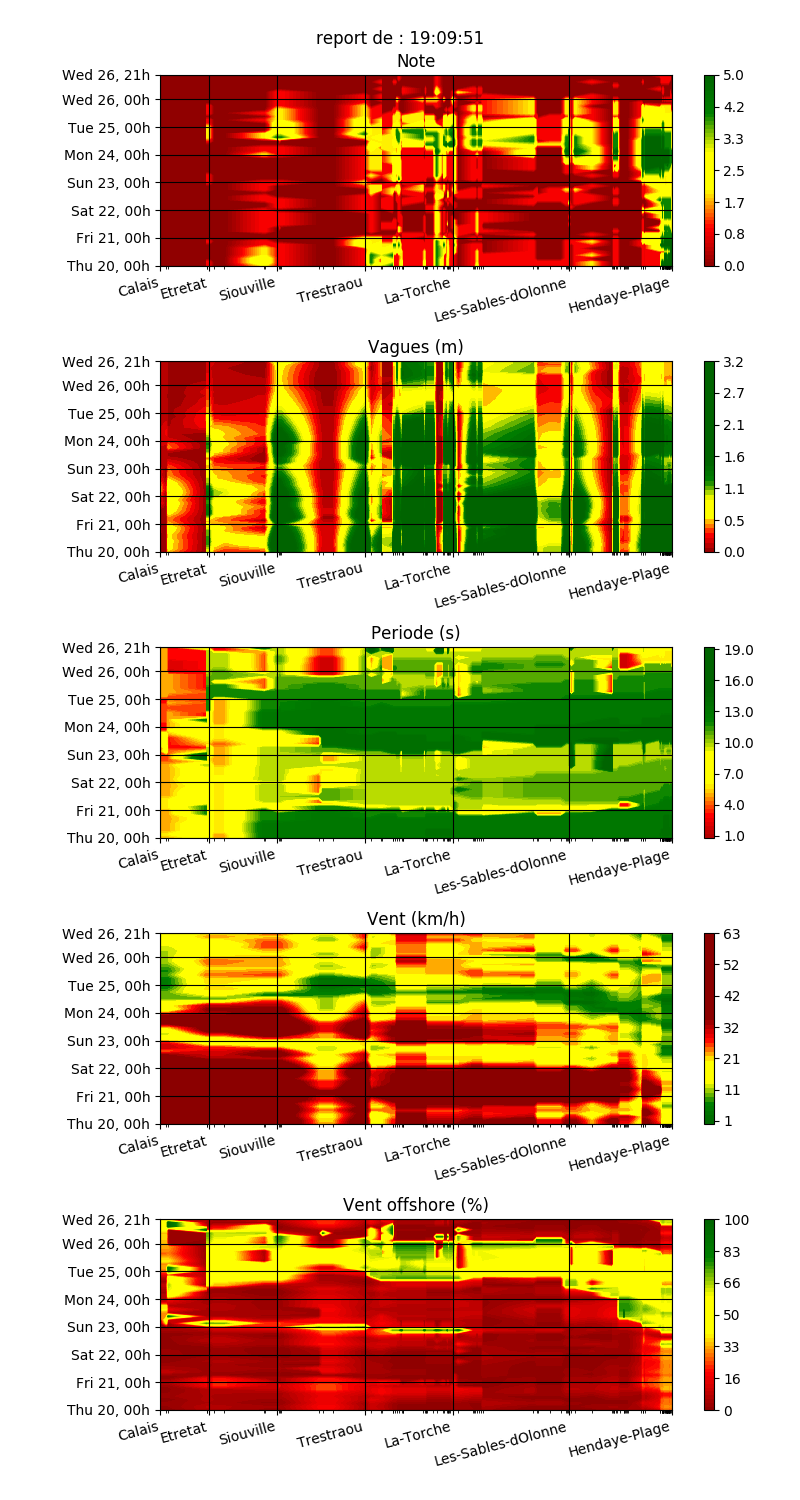 report de : 19:09:51
Note
Wed 26, 21h
Wed 26, 00h
Tue 25, 00h
Mon 24, 00h
Sun 23, 00h
Sat 22, 00h
Fri 21, 00h
Thu 20, 00h
Calais Etretat Siouville Trestraou La-Torche Les-Sables-dOlonne Hendaye-Plage
5.0
4.2
3.3
2.5
1.7
0.8
0.0
Vagues (m)
Wed 26, 21h
Wed 26, 00h
Tue 25, 00h
Mon 24, 00h
Sun 23, 00h
Sat 22, 00h
Fri 21, 00h
Thu 20, 00h
Calais Etretat Siouville Trestraou La-Torche Les-Sables-dOlonne Hendaye-Plage
3.2
2.7
2.1
1.6
1.1
0.5
0.0
Periode (s)
Wed 26, 21h
Wed 26, 00h
Tue 25, 00h
Mon 24, 00h
Sun 23, 00h
Sat 22, 00h
Fri 21, 00h
Thu 20, 00h
Calais Etretat Siouville Trestraou La-Torche Les-Sables-dOlonne Hendaye-Plage
19.0
16.0
13.0
10.0
7.0
4.0
1.0
Vent (km/h)
Wed 26, 21h
Wed 26, 00h
Tue 25, 00h
Mon 24, 00h
Sun 23, 00h
Sat 22, 00h
Fri 21, 00h
Thu 20, 00h
Calais Etretat Siouville Trestraou La-Torche Les-Sables-dOlonne Hendaye-Plage
63
52
42
32
21
11
1
Vent offshore (%)
Wed 26, 21h
Wed 26, 00h
Tue 25, 00h
Mon 24, 00h
Sun 23, 00h
Sat 22, 00h
Fri 21, 00h
Thu 20, 00h
Calais Etretat Siouville Trestraou La-Torche Les-Sables-dOlonne Hendaye-Plage
100
83
66
50
33
16
0